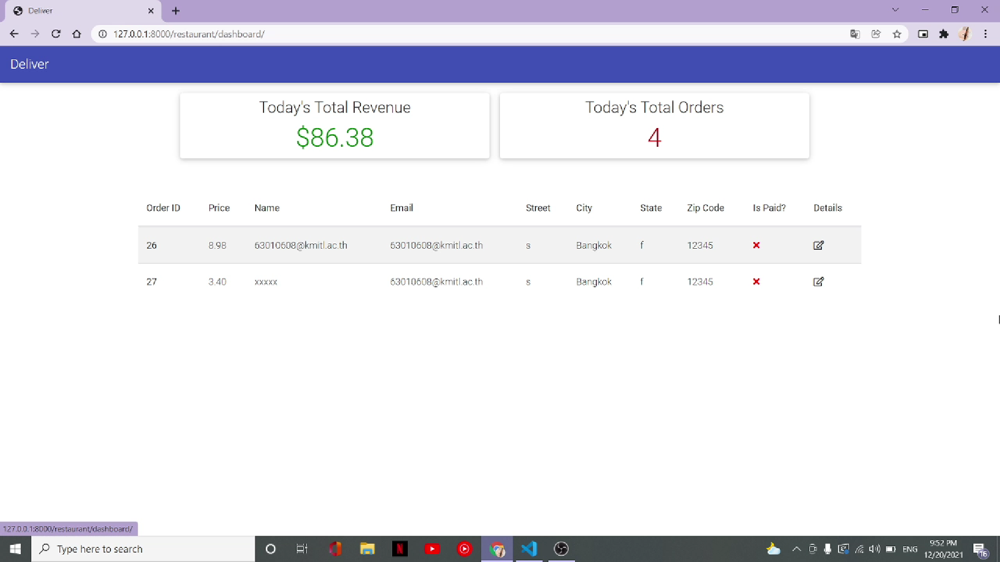 Deliver
127.0.0.1:8000/restaurant/dashboard/
Deliver
Today's Total Revenue
$86.38
Today's Total Orders
4
Order ID Price Name Email Street City State Zip Code Is Paid? Details
26 8.98 63010608@kmitl.ac.th 63010608@kmitl.ac.th s Bangkok f 12345
27 3.40 xxxxx 63010608@kmitl.ac.th s Bangkok f 12345
127.0.0.1:8000/restaurant/dashboard/
Type here to search
N
ENG
9:52 PM
12/20/2021
16